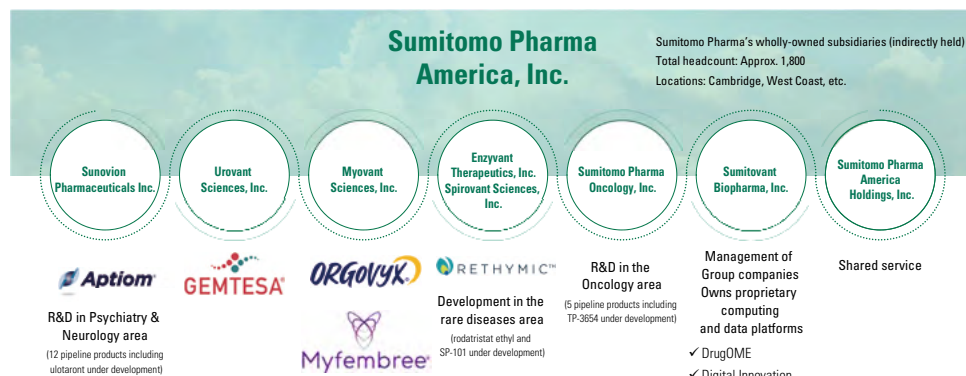 Sumitomo Pharma
America, Inc.
Sumitomo Pharma's wholly-owned subsidiaries (indirectly held)
Total headcount: Approx. 1,800
Locations: Cambridge, West Coast, etc.
Sunovion
Pharmaceuticals Inc.
Urovant
Sciences, Inc.
Myovant
Sciences, Inc.
Enzyvant
Therapeutics, Inc.
Spirovant Sciences,
Inc.
Sumitomo Pharma
Oncology, Inc.
Sumitovant
Biopharma, Inc.
Sumitomo Pharma
America
Holdings, Inc.
Aptiom®
R&D in Psychiatry &
Neurology area
(12 pipeline products including
ulotaront under development)
GEMTESA®
ORGOVYX®
Myfembree®
RETHYMIC™
Development in the
rare diseases area
(rodatristat ethyl and
SP-101 under development)
R&D in the
Oncology area
(5 pipeline products including
TP-3654 under development)
Management of
Group companies
Owns proprietary
computing
and data platforms
✓ DrugOME
✓ Digital Innovation
Shared service